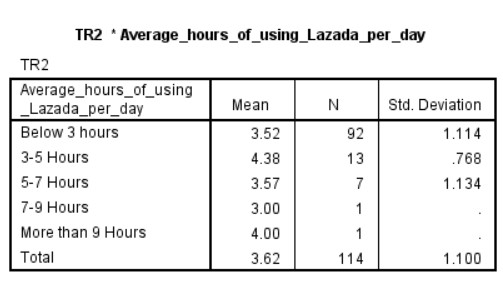 TR2 * Average_hours_of_using_Lazada_per_day
TR2
Average_hours_of_using
_Lazada_per_day Mean N Std. Deviation
Below 3 hours 3.52 92 1.114
3-5 Hours 4.38 13 .768
5-7 Hours 3.57 7 1.134
7-9 Hours 3.00 1 .
More than 9 Hours 4.00 1 .
Total 3.62 114 1.100